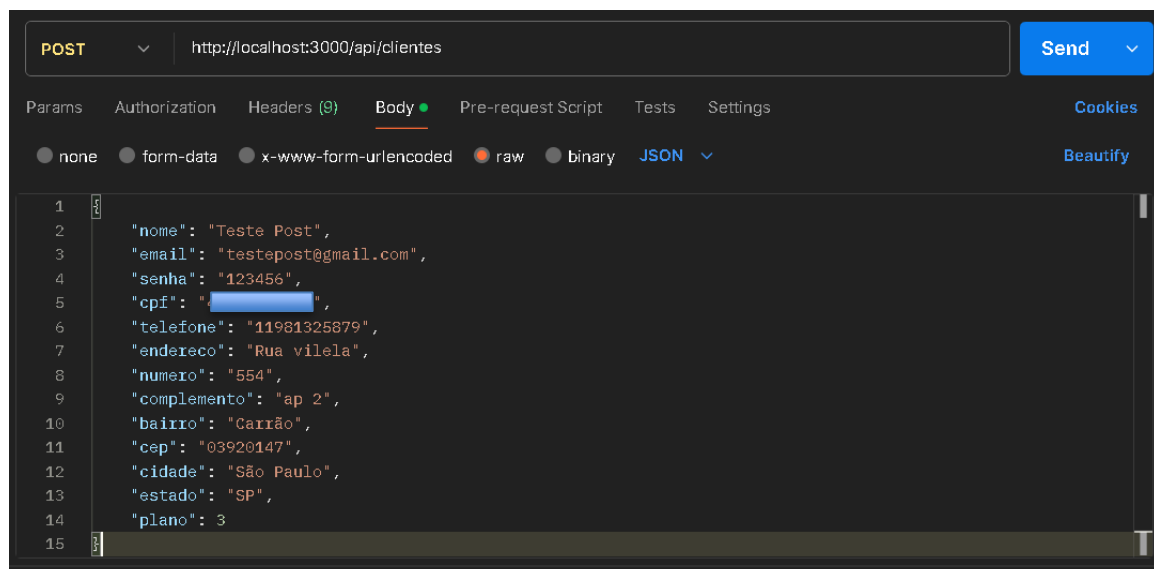 POST http://localhost:3000/api/clientes Send
Params Authorization Headers (9) Body Pre-request Script Tests Settings Cookies
none form-data x-www-form-urlencoded raw binary JSON Beautify
1 {
2 "nome": "Teste Post",
3 "email": "testepost@gmail.com",
4 "senha": "123456",
5 "cpf": "",
6 "telefone": "11981325879",
7 "endereco": "Rua vilela",
8 "numero": "554",
9 "complemento": "ap 2",
10 "bairro": "Carrão",
11 "cep": "03920147",
12 "cidade": "São Paulo",
13 "estado": "SP",
14 "plano": 3
15 }